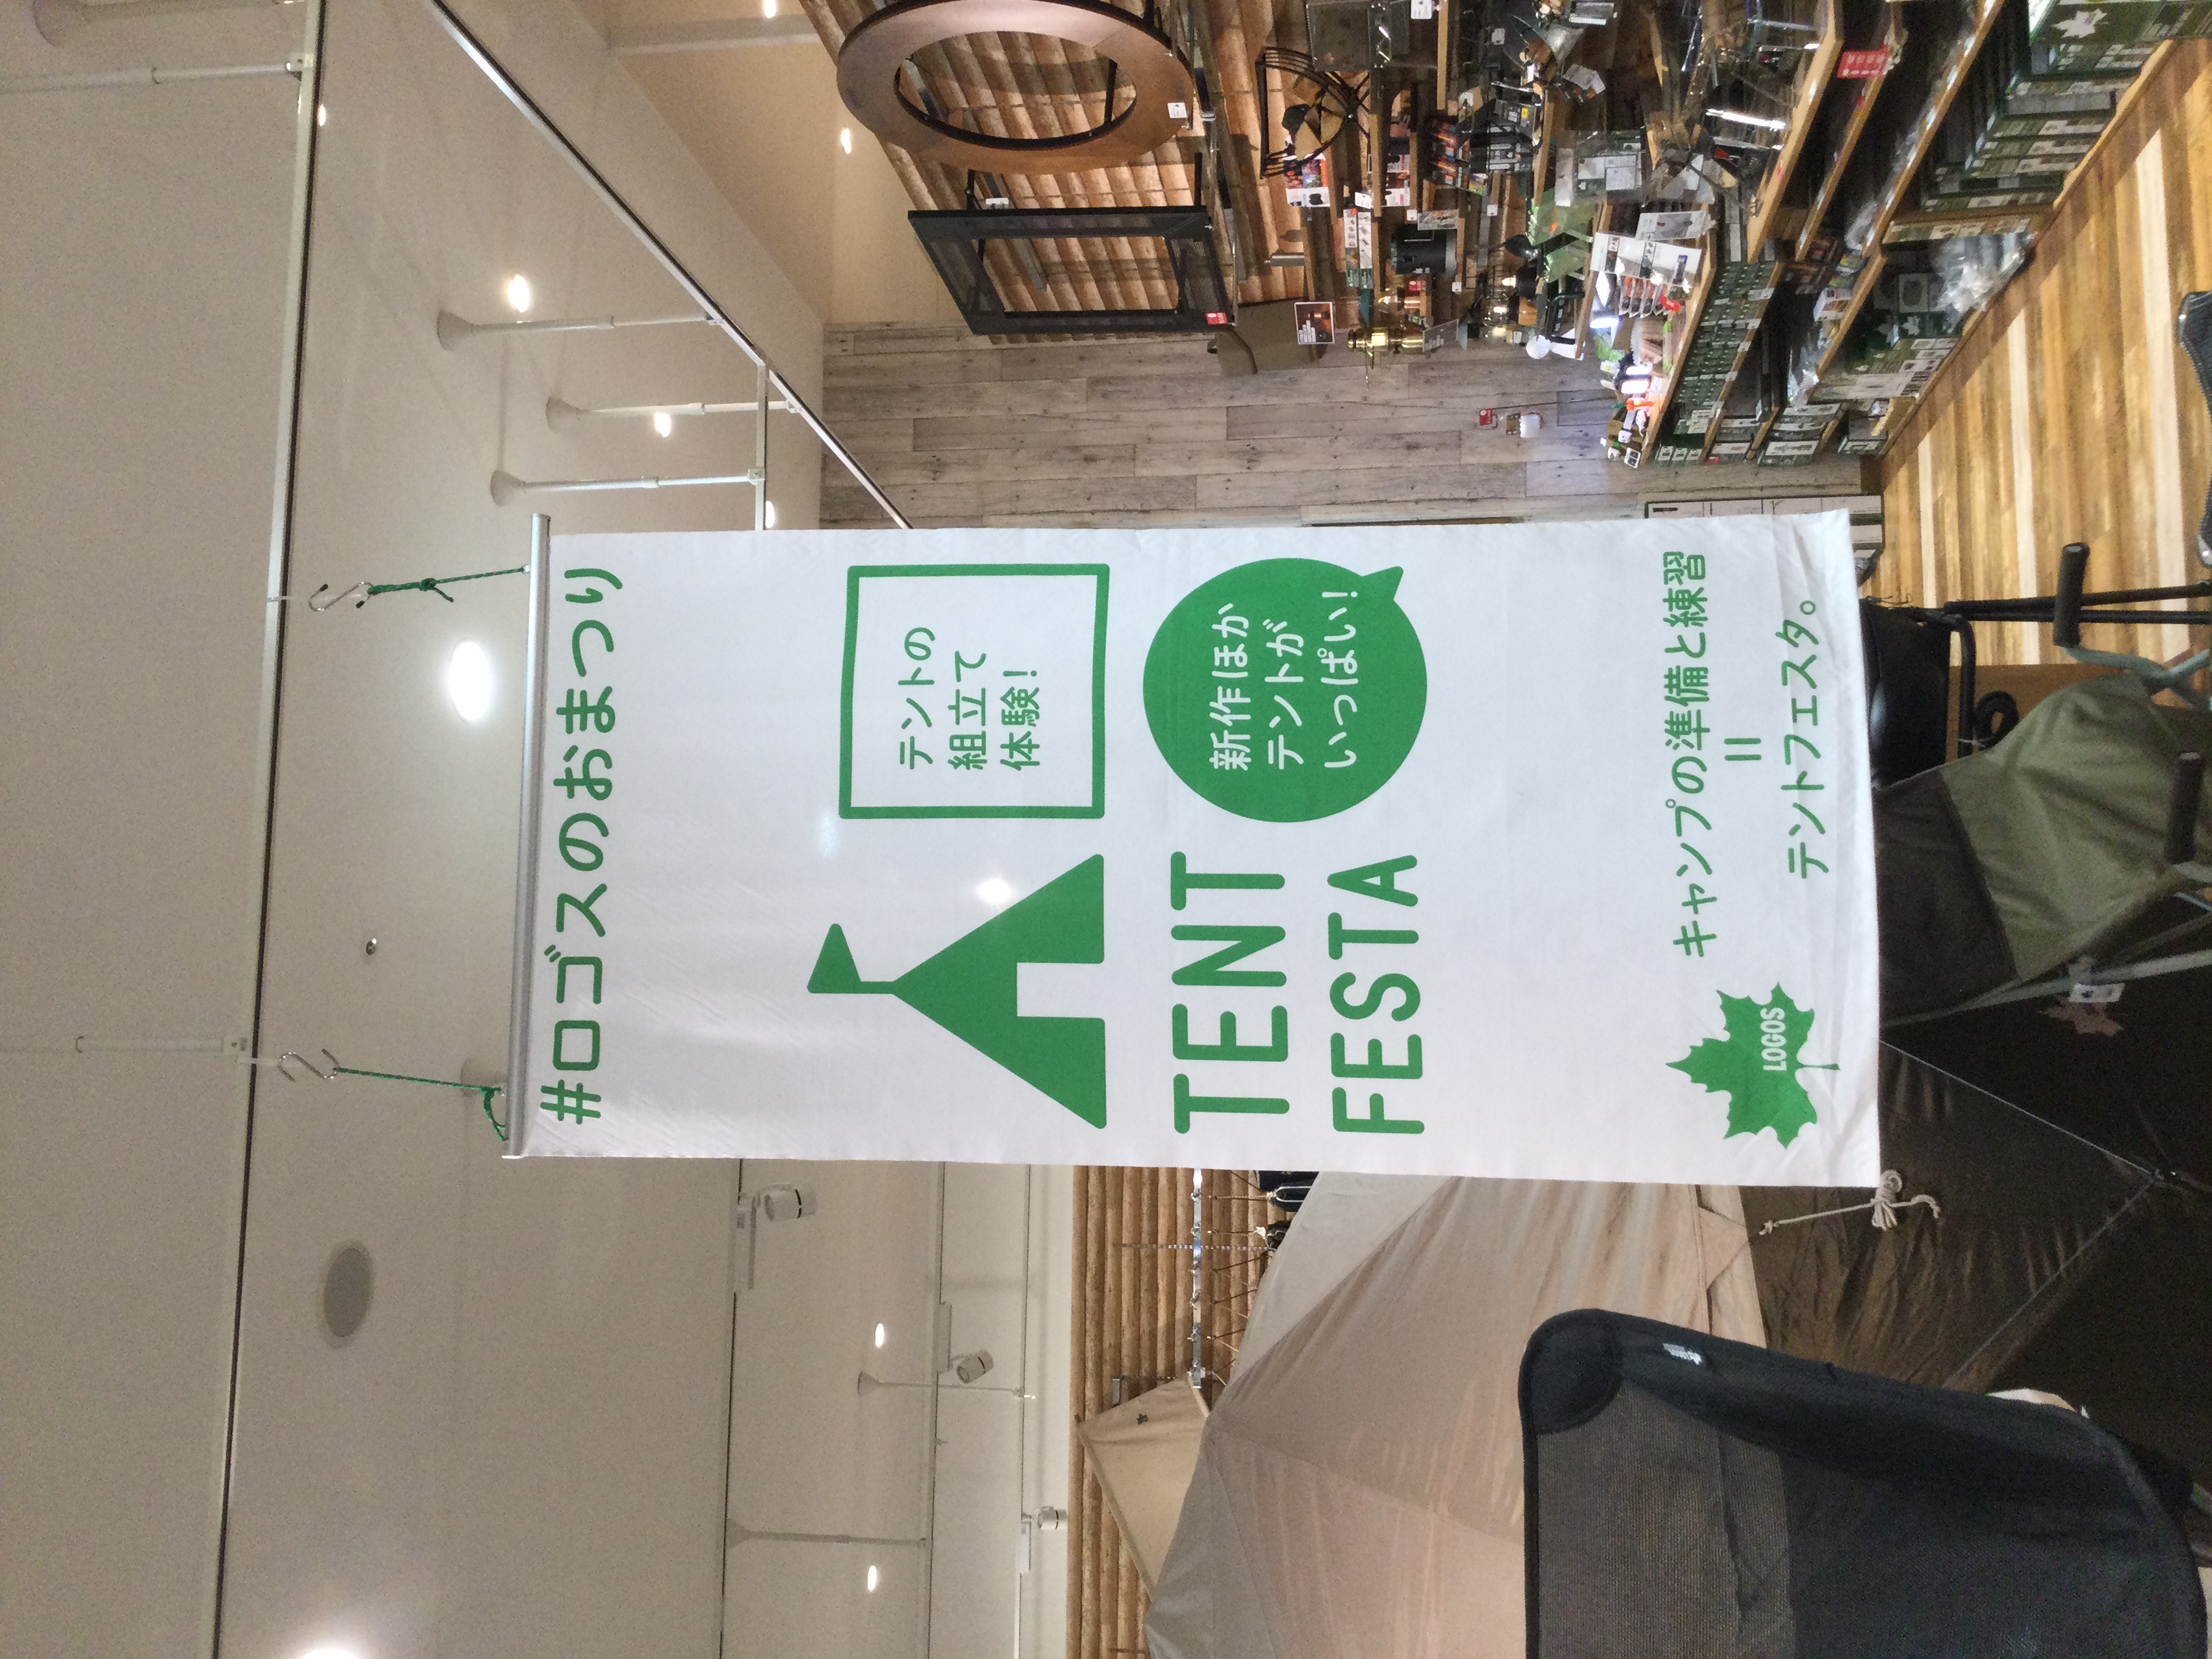 #ロゴスのおまつり
テントの
組立て
体験!
TENT
FESTA
新作ほか
テントが
いっぱい!
LOGOS
キャンプの準備と練習
=
テントフェスタ。